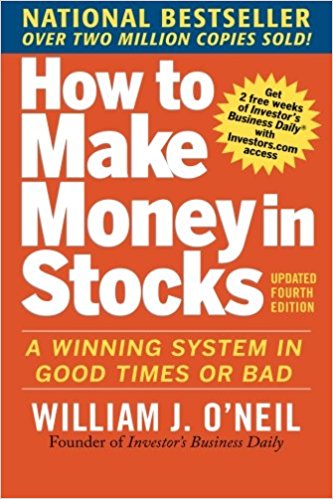 NATIONAL BESTSELLER
OVER TWO MILLION COPIES SOLD!
How to
Make
Money in
Stocks
Get
2 free weeks
of Investor's
Business Daily®
with
Investors.com
access
UPDATED
FOURTH
EDITION
A WINNING SYSTEM IN
GOOD TIMES OR BAD
WILLIAM J. O'NEIL
Founder of Investor's Business Daily